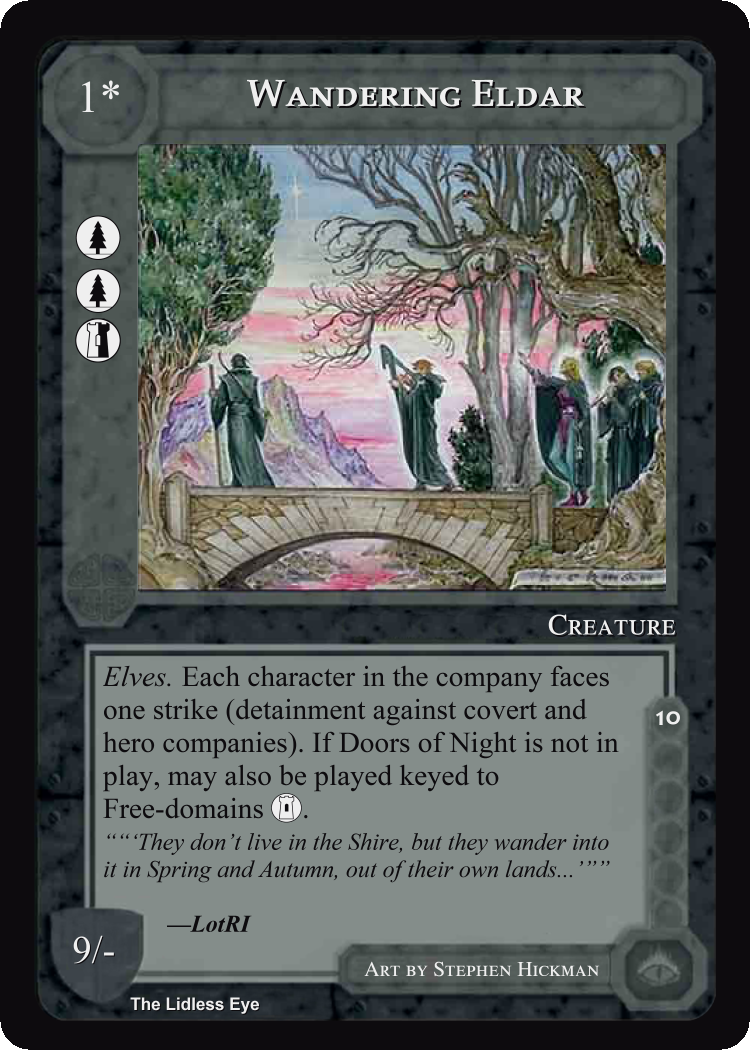 1*
WANDERING ELDAR
CREATURE
Elves. Each character in the company faces
one strike (detainment against covert and
hero companies). If Doors of Night is not in
play, may also be played keyed to
Free-domains .
10
““‘They don’t live in the Shire, but they wander into
it in Spring and Autumn, out of their own lands...’””
—LotRI
9/-
ART BY STEPHEN HICKMAN
The Lidless Eye